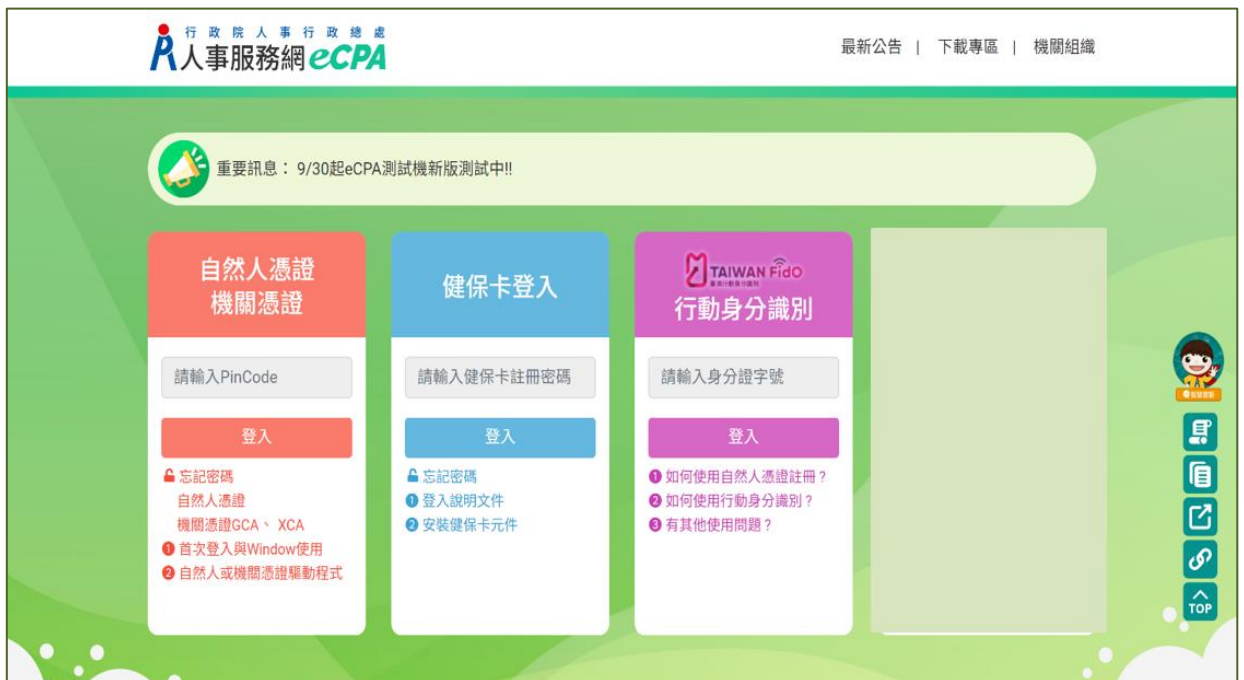 行政院人事行政總處
人事服務網eCPA
最新公告 | 下載專區 | 機關組織
重要訊息： 9/30起eCPA測試機新版測試中!!
自然人憑證
機關憑證
請輸入PinCode
登入
忘記密碼
自然人憑證
機關憑證GCA、 XCA
1 首次登入與Window使用
2 自然人或機關憑證驅動程式
健保卡登入
請輸入健保卡註冊密碼
登入
忘記密碼
1 登入說明文件
2 安裝健保卡元件
TAIWAN FidO
行動身分識別
請輸入身分證字號
登入
1 如何使用自然人憑證註冊？
2 如何使用行動身分識別？
3 有其他使用問題？
TOP